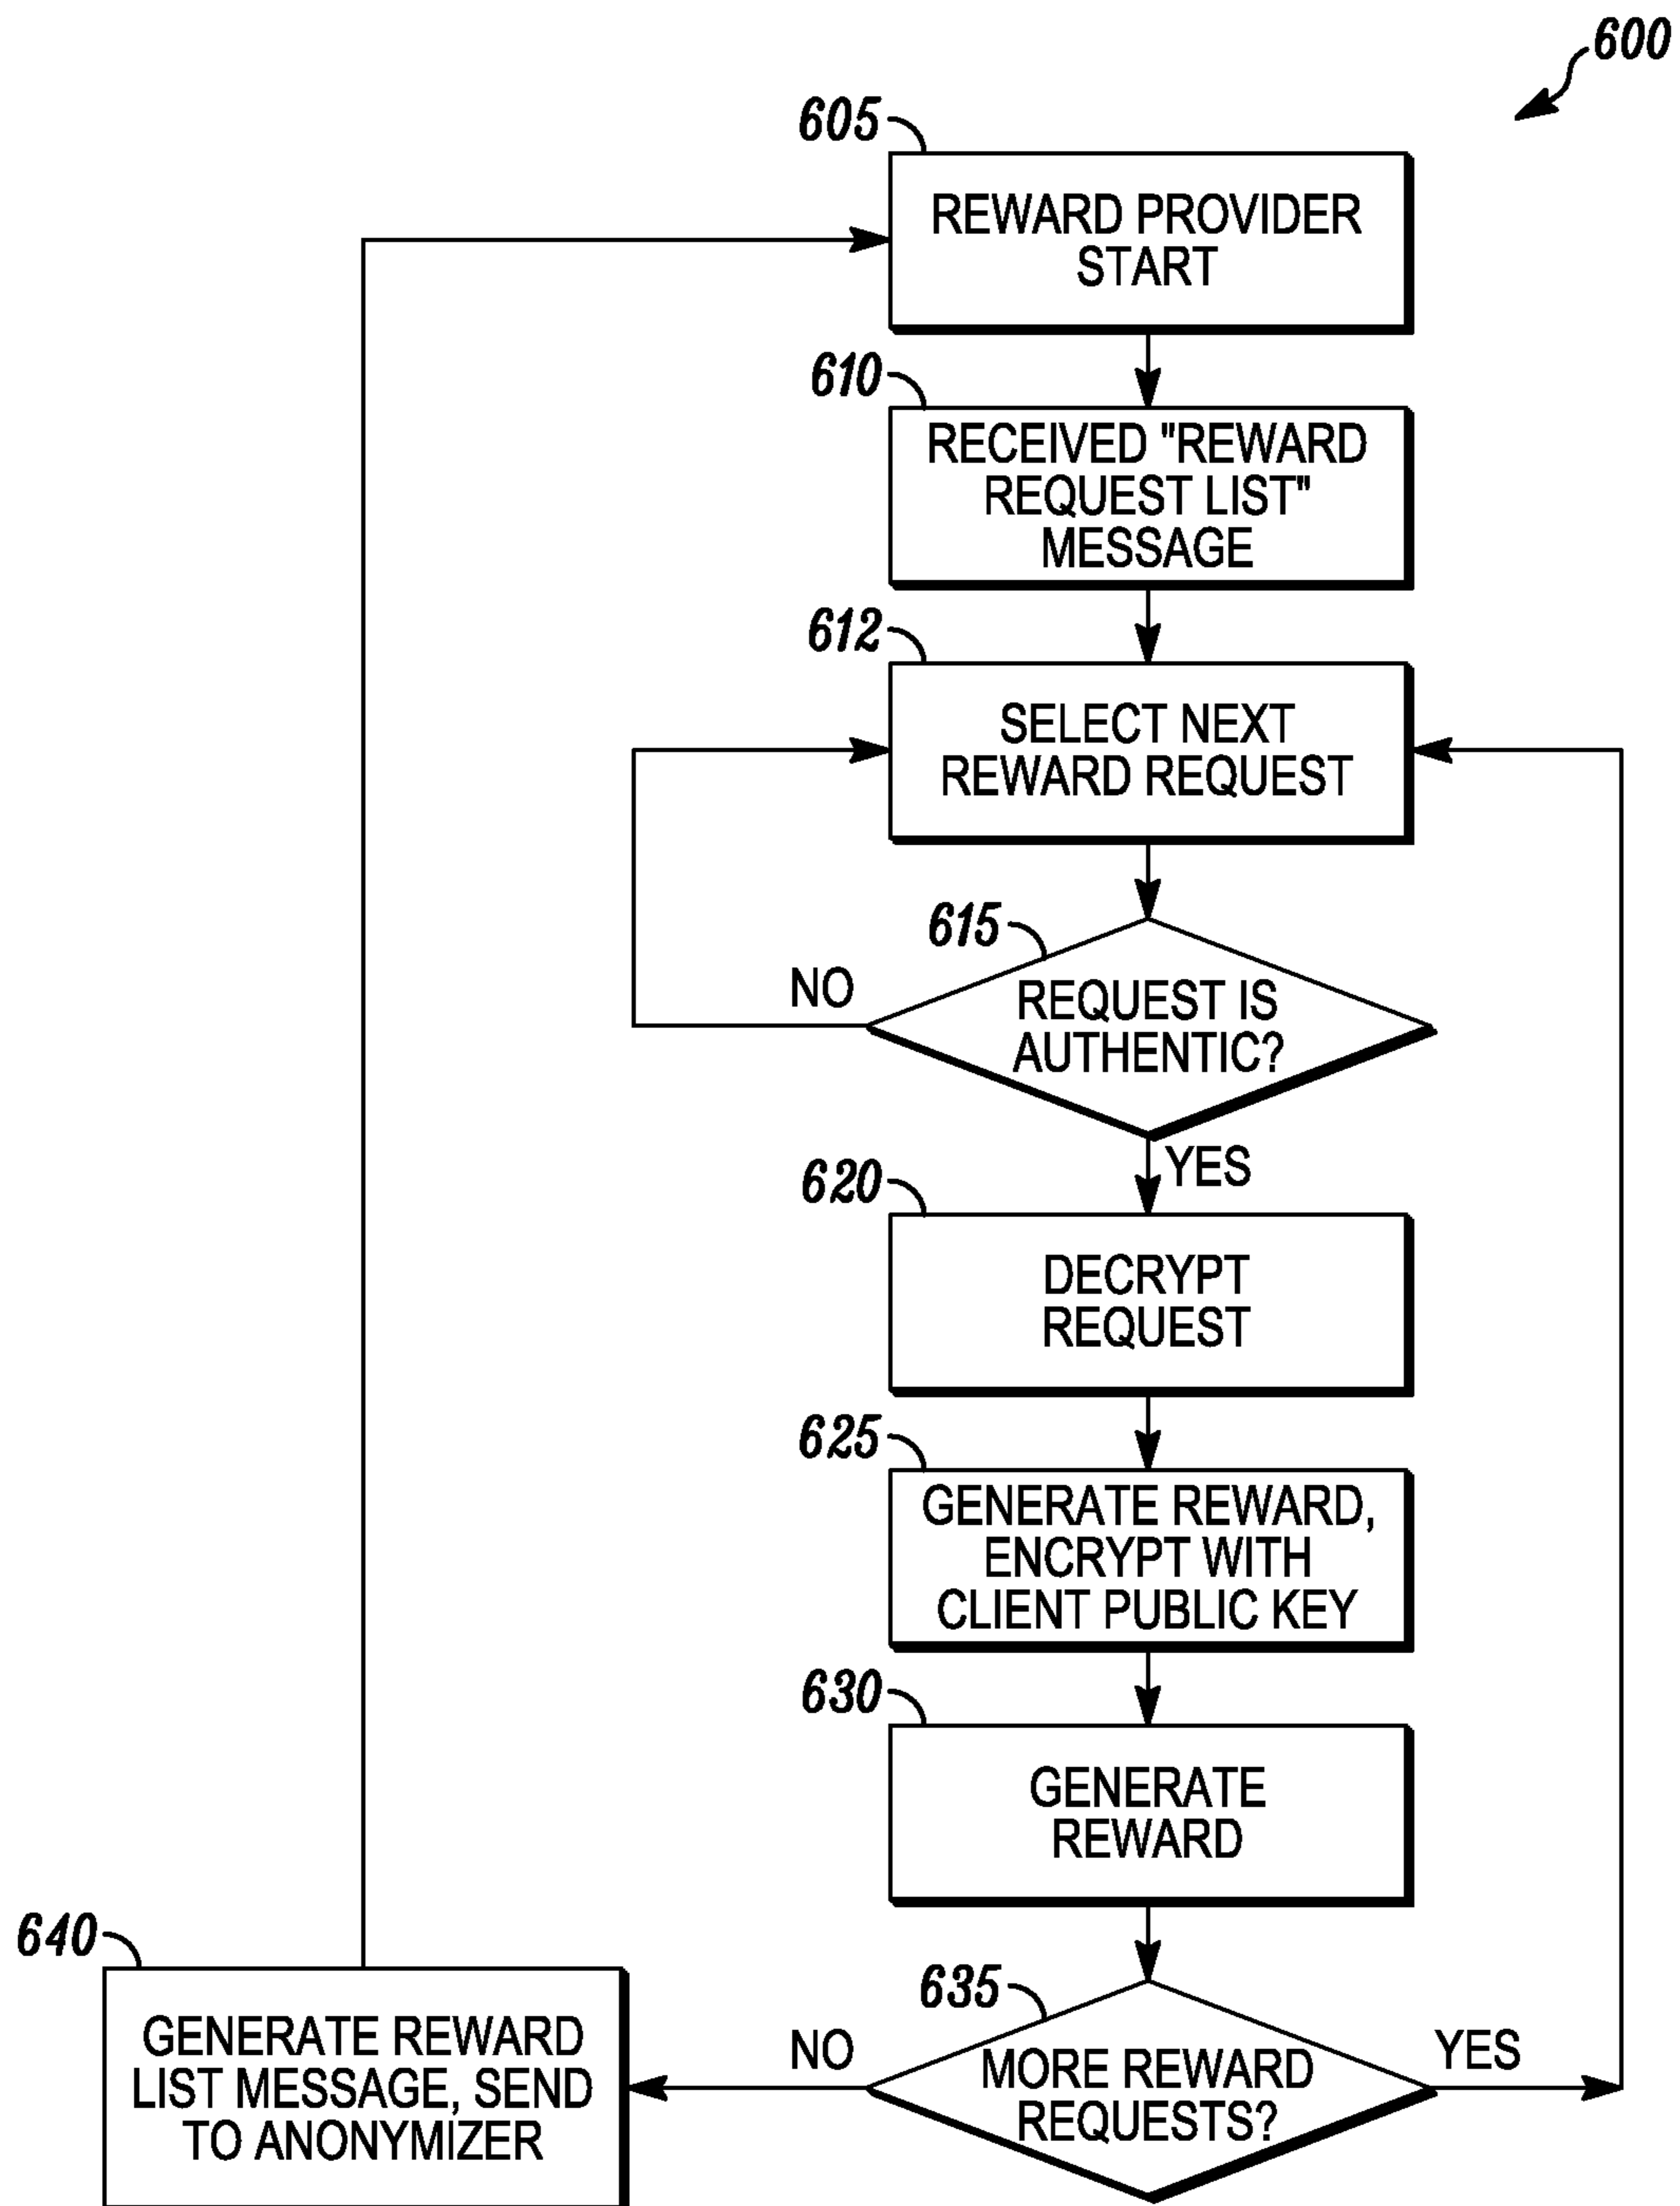 600
605
REWARD PROVIDER
START
610
RECEIVED "REWARD
REQUEST LIST"
MESSAGE
612
SELECT NEXT
REWARD REQUEST
615
NO
REQUEST IS
AUTHENTIC?
YES
620
DECRYPT
REQUEST
625
GENERATE REWARD,
ENCRYPT WITH
CLIENT PUBLIC KEY
630
GENERATE
REWARD
635
MORE REWARD
REQUESTS?
YES
NO
640
GENERATE REWARD
LIST MESSAGE, SEND
TO ANONYMIZER